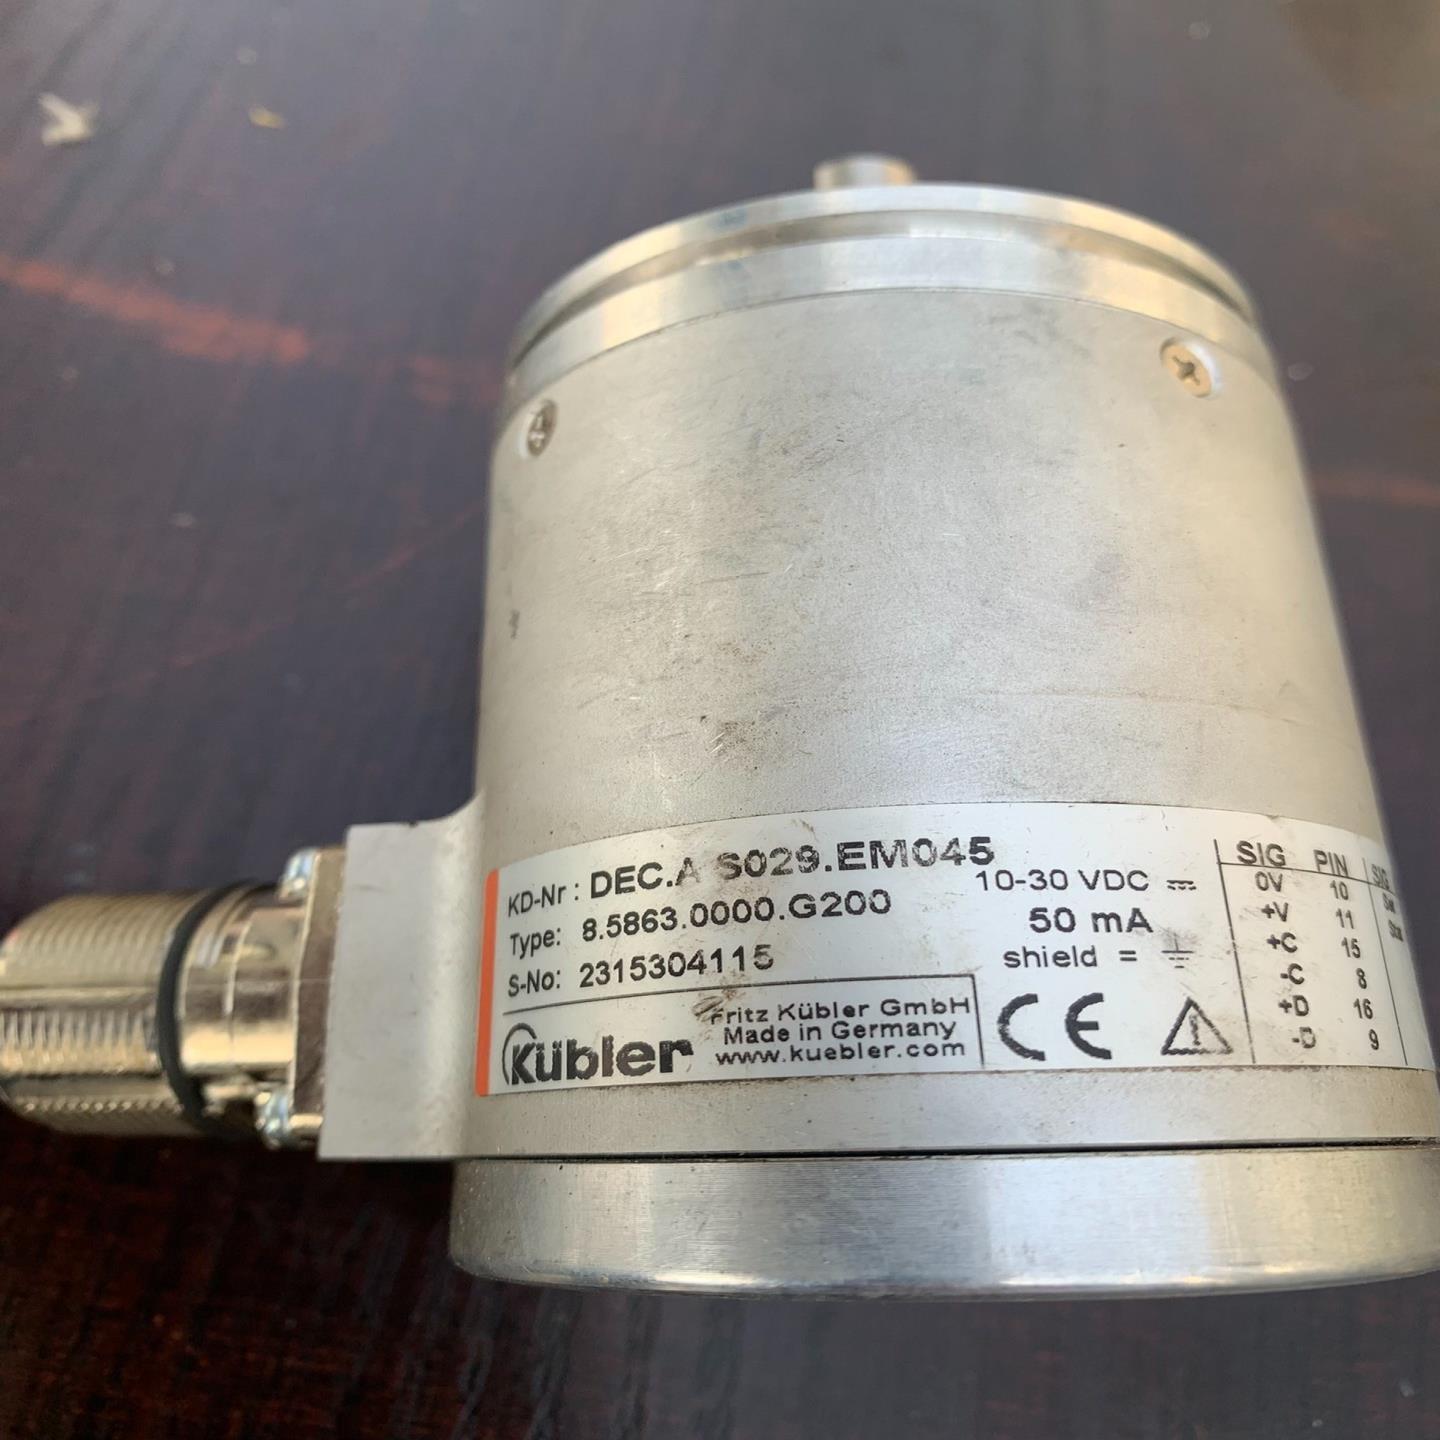 KD-Nr : DEC.A S029.EM045
Type: 8.5863.0000.G200
S-No: 2315304115
Kübler
Fritz Kübler GmbH
Made in Germany
www.kuebler.com
10-30 VDC
50 mA
shield =
CE
SIG PIN SIG
0V 10
+V 11
+C 15
-C 8
+D 16
-D 9